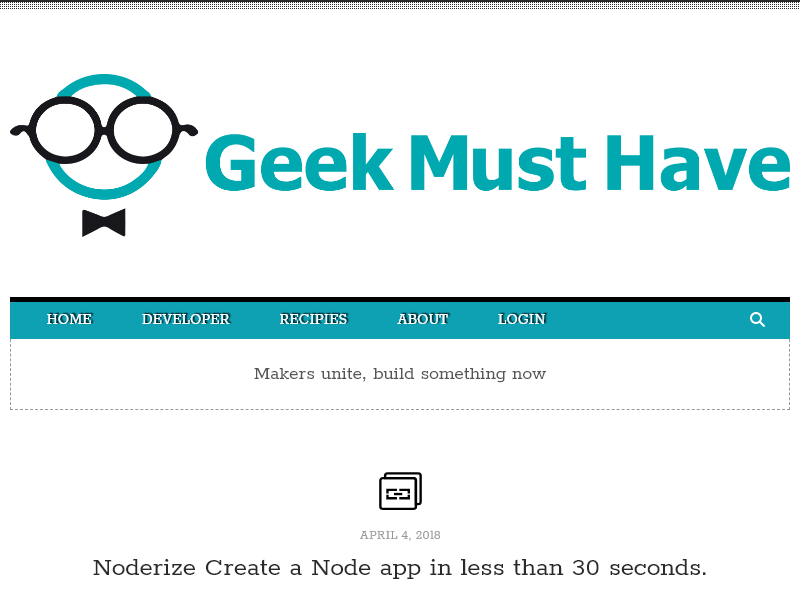 Geek Must Have
HOME DEVELOPER RECIPIES ABOUT LOGIN
Makers unite, build something now
APRIL 4, 2018
Noderize Create a Node app in less than 30 seconds.